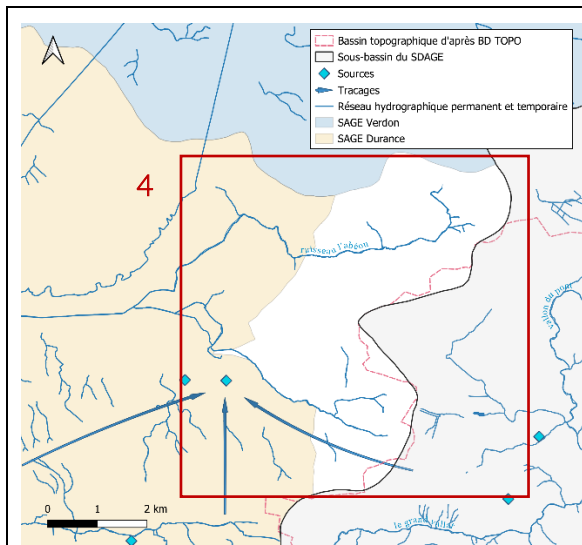 Bassin topographique d'après BD TOPO
Sous-bassin du SDAGE
Sources
Tracages
Réseau hydrographique permanent et temporaire
SAGE Verdon
SAGE Durance
4
ruisseau l'abéou
vallon du pont
0 1 2 km
le grand vallat